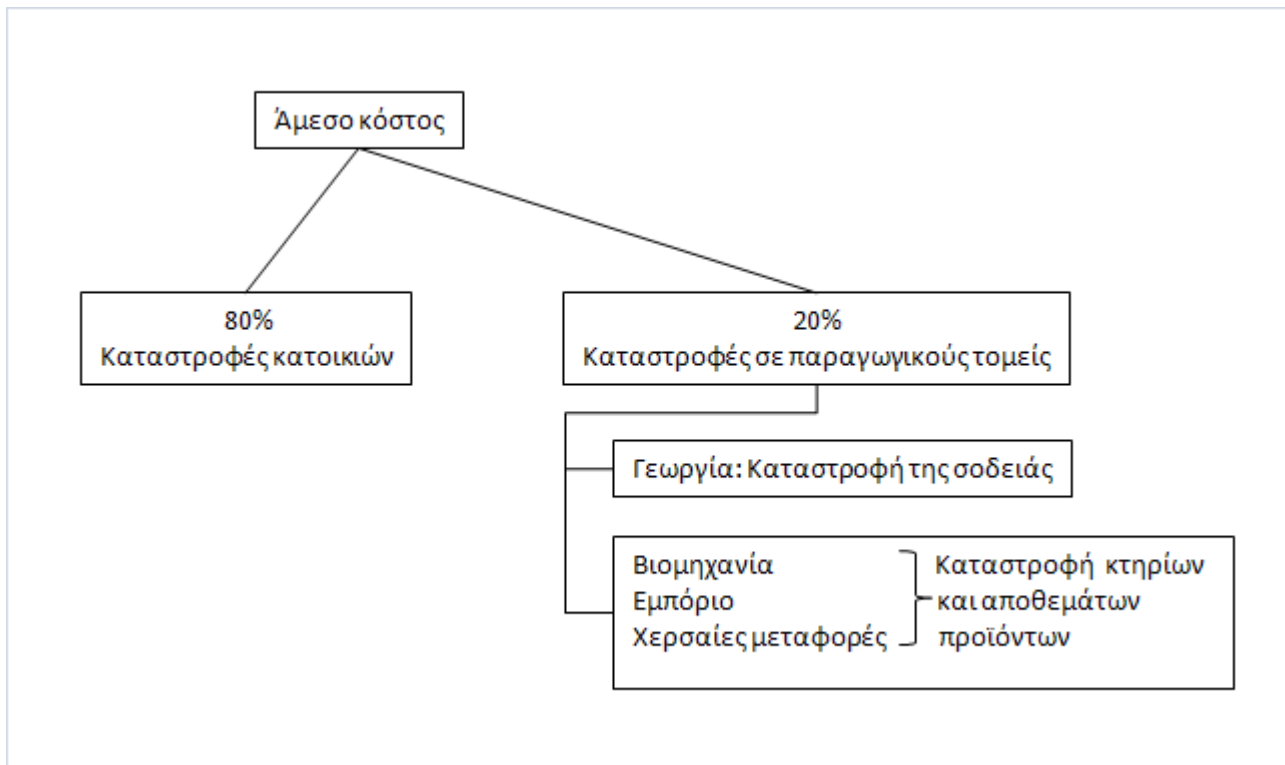 Άμεσο κόστος
80%
Καταστροφές κατοικιών
20%
Καταστροφές σε παραγωγικούς τομείς
Γεωργία: Καταστροφή της σοδειάς
Βιομηχανία
Εμπόριο
Χερσαίες μεταφορές
Καταστροφή κτηρίων
και αποθεμάτων
προϊόντων